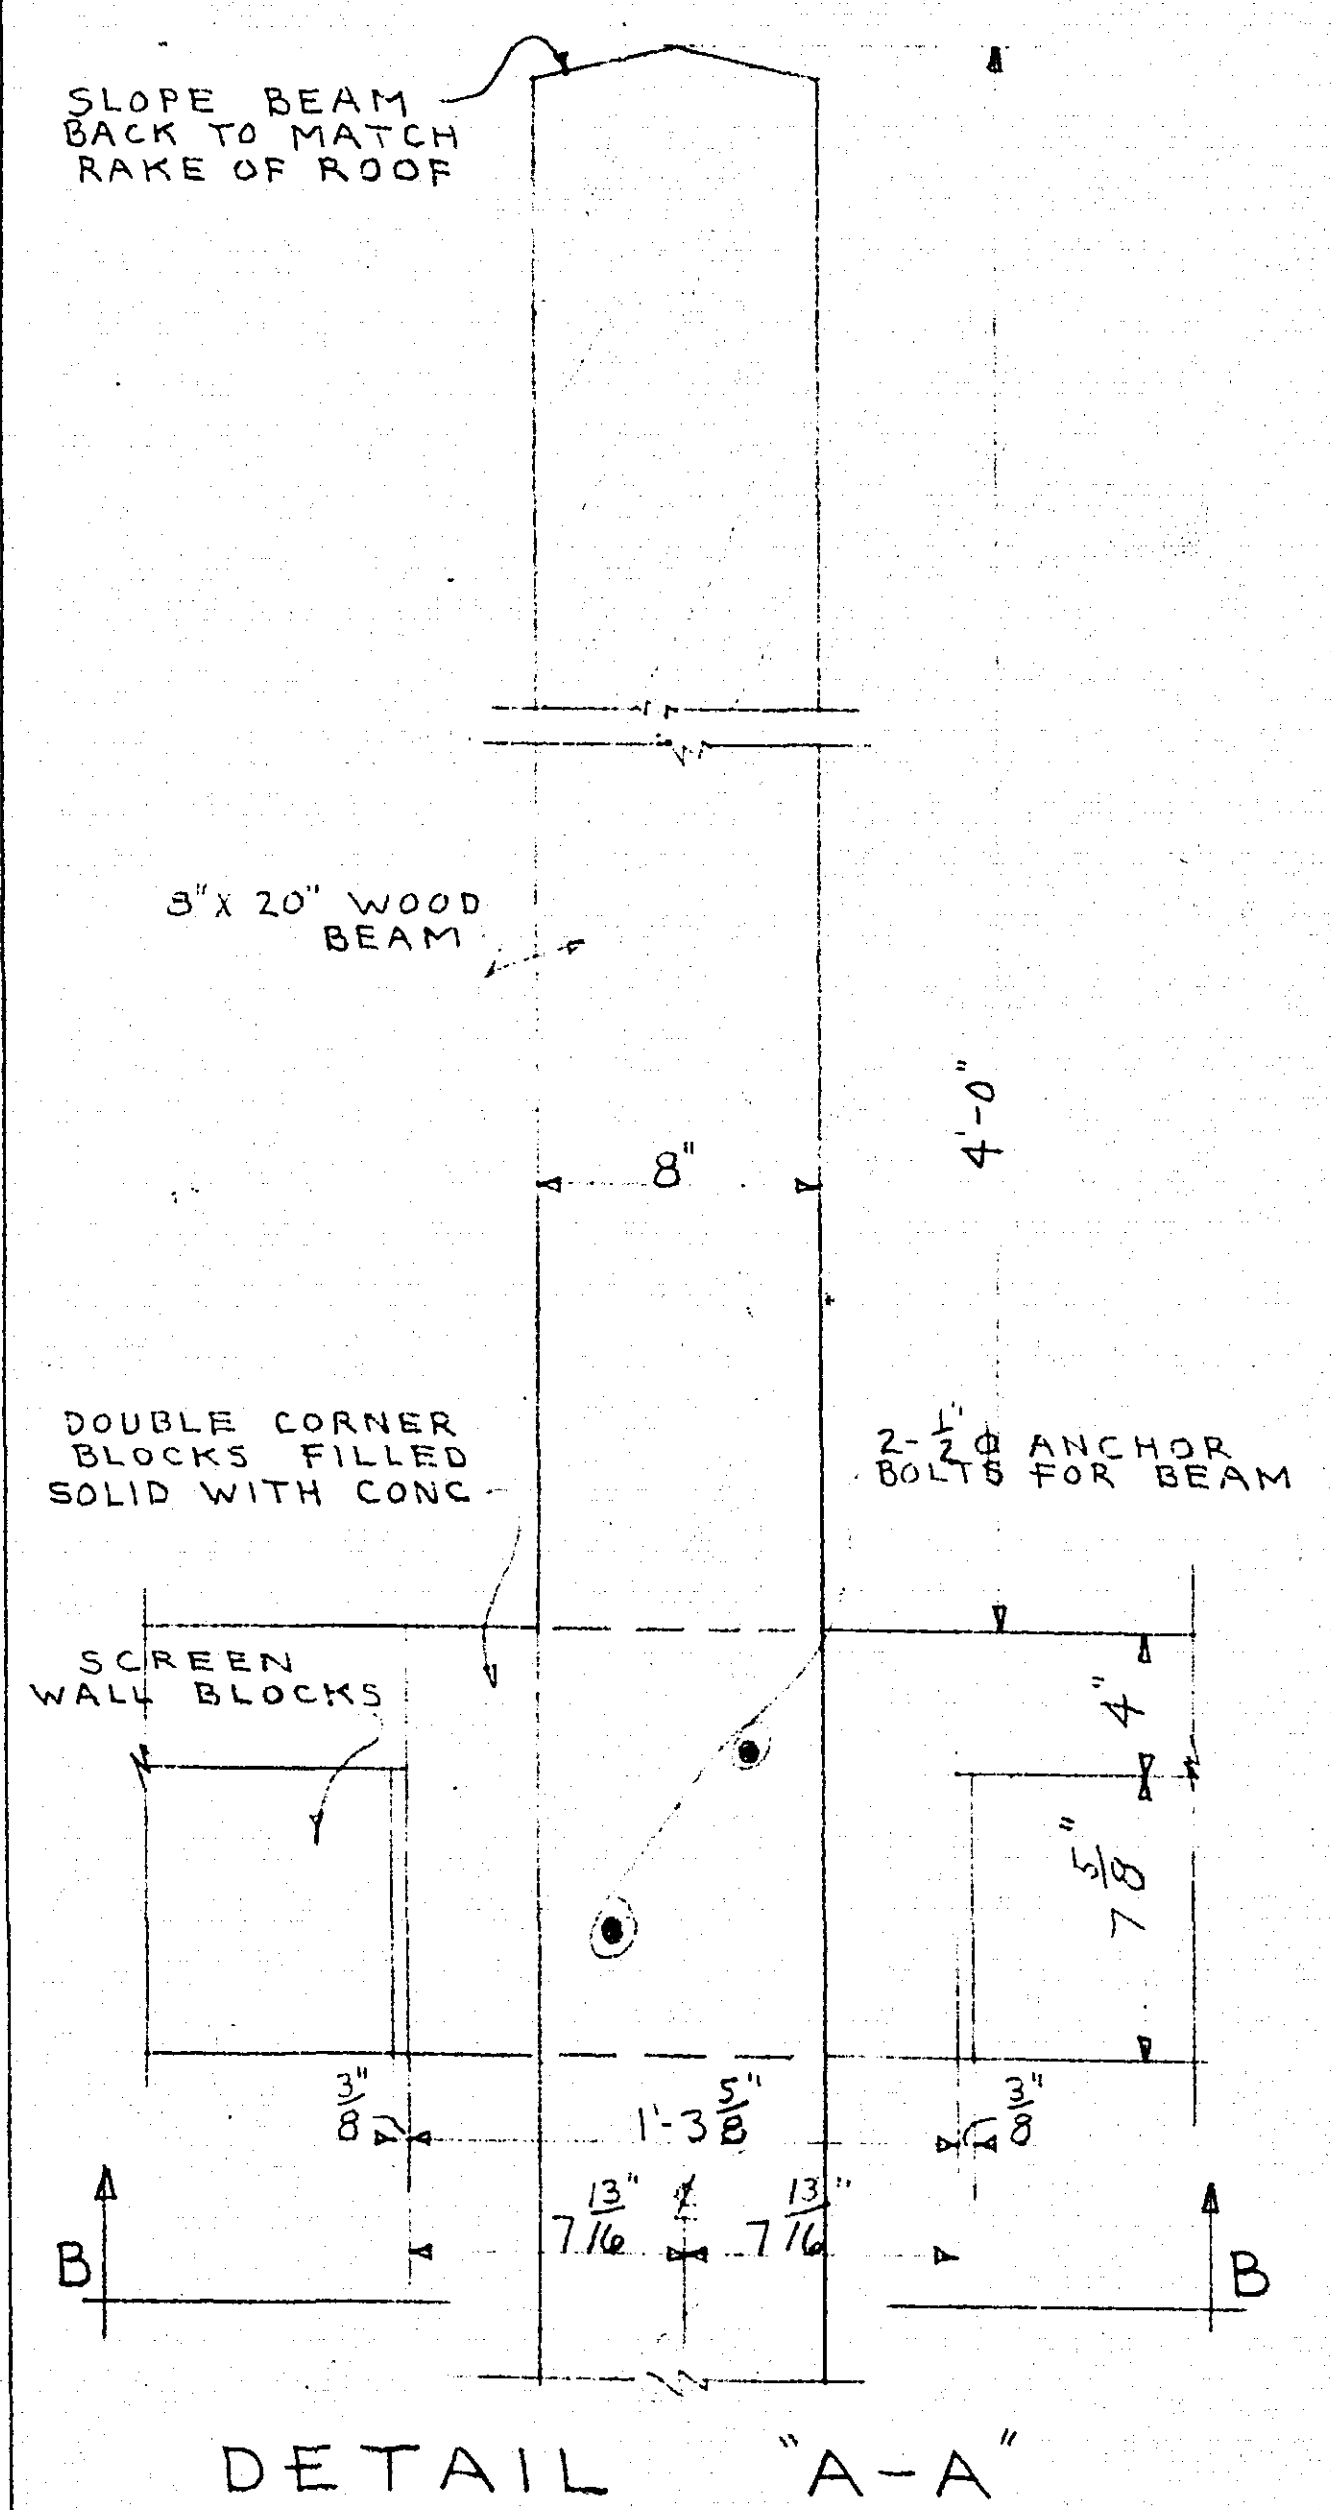 SLOPE BEAM
BACK TO MATCH
RAKE OF ROOF
8" X 20" WOOD
BEAM
4'-0"
8"
DOUBLE CORNER
BLOCKS FILLED
SOLID WITH CONC
2-1/2" Φ ANCHOR
BOLTS FOR BEAM
SCREEN
WALL BLOCKS
4"
7 5/8"
3/8"
1'-3 5/8"
3/8"
7 13/16"
7 13/16"
B
B
DETAIL "A-A"